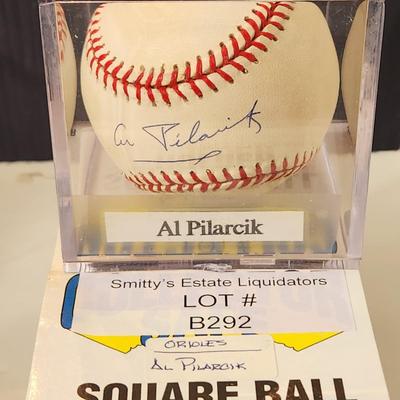 Al Pilarcik
Al Pilarcik
Smitty's Estate Liquidators
LOT #
B292
ORIOLES
AL PILARCIK
SQUARE BALL